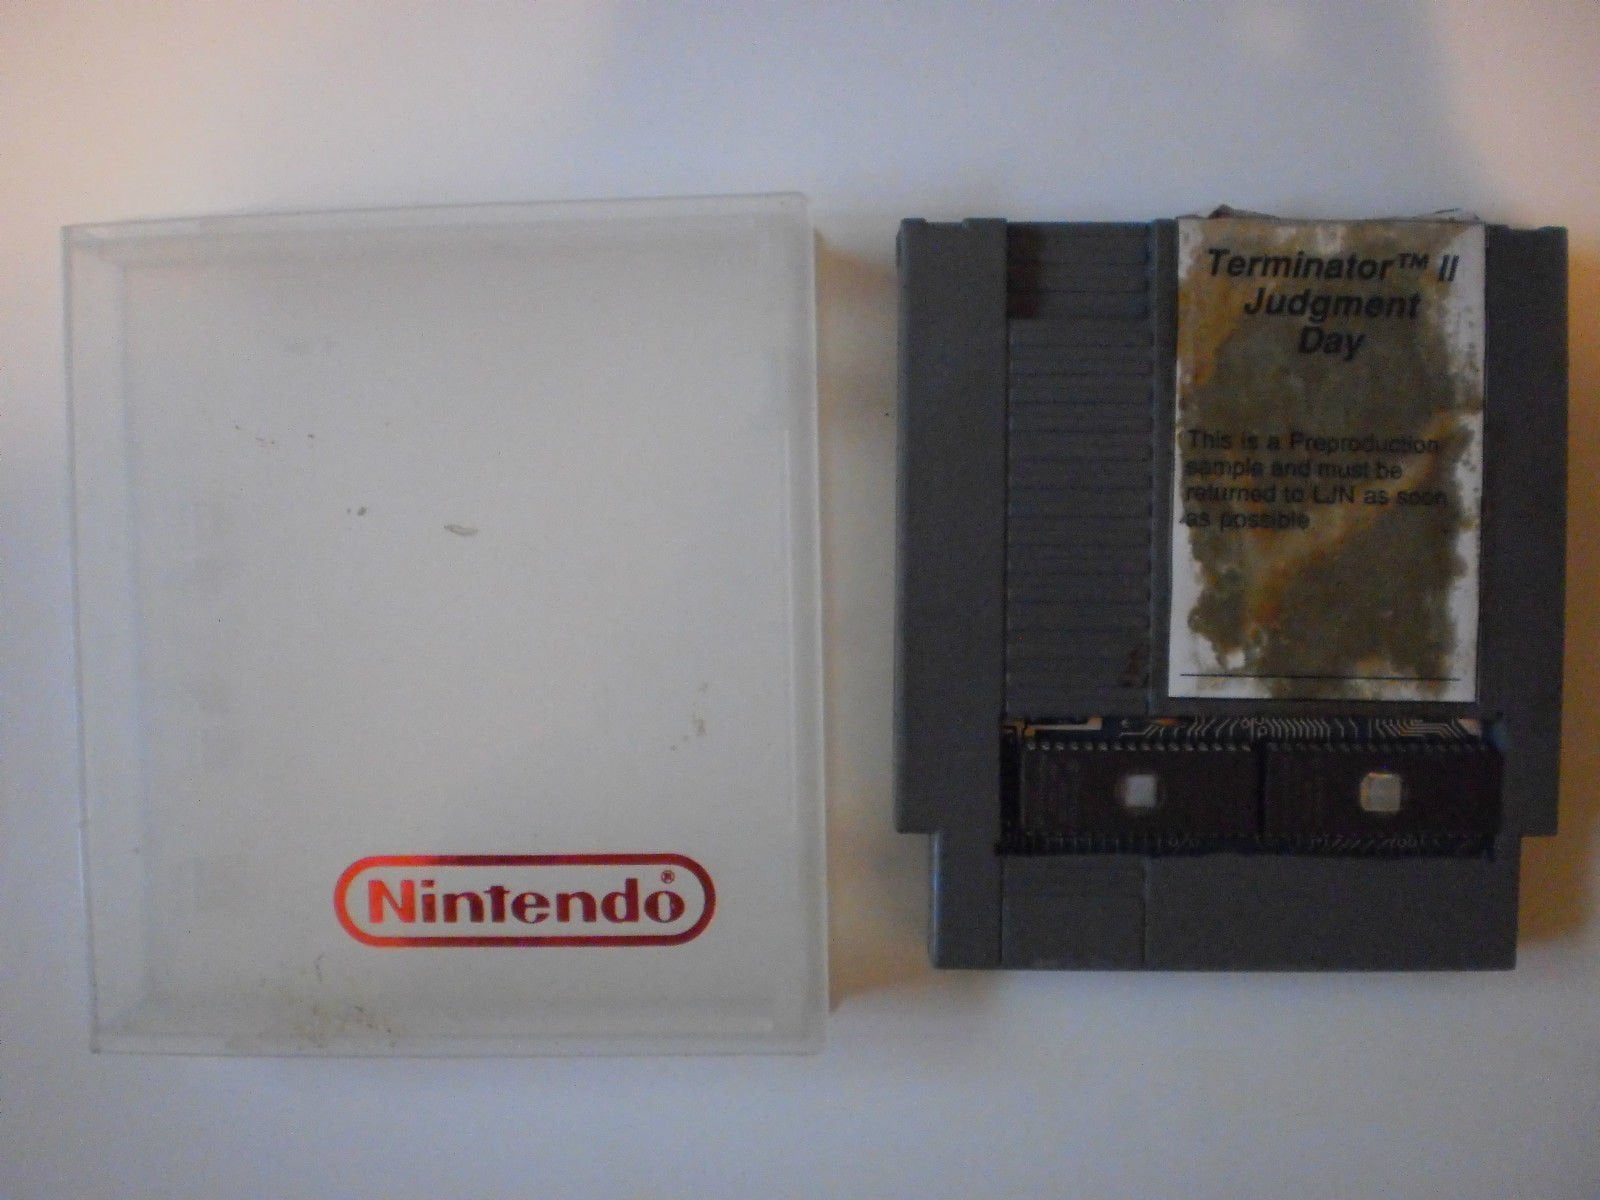 Nintendo®
Terminator™ II
Judgment
Day
This is a Preproduction
sample and must be
returned to LJN as soon
as possible.